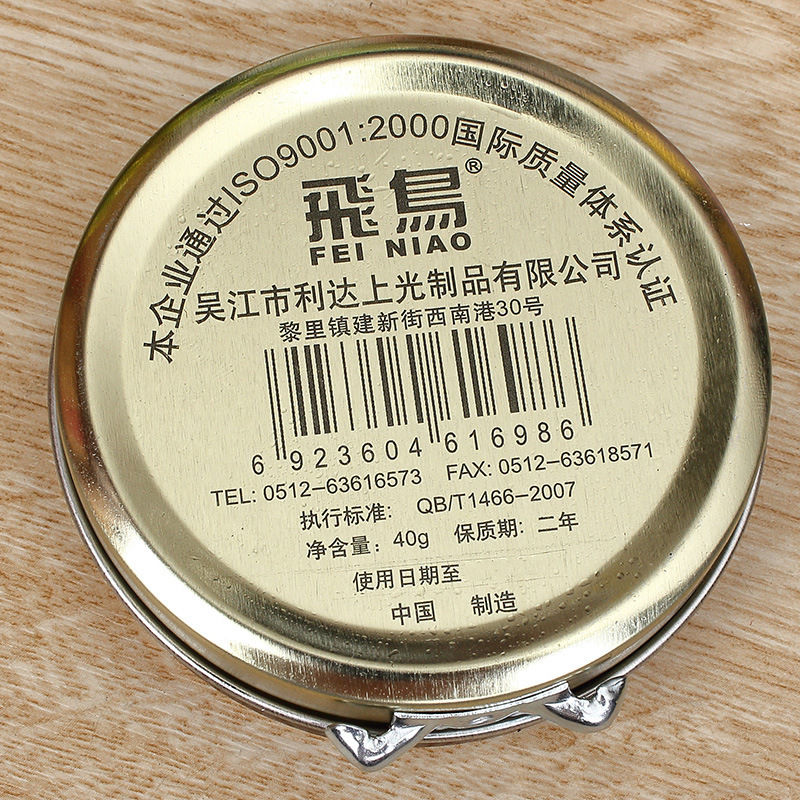 本企业通过ISO9001:2000国际质量体系认证
飛鳥®
FEI NIAO
吴江市利达上光制品有限公司
黎里镇建新街西南港30号
6 923604 616986
TEL: 0512-63616573 FAX: 0512-63618571
执行标准: QB/T1466-2007
净含量: 40g 保质期: 二年
使用日期至
中国 制造